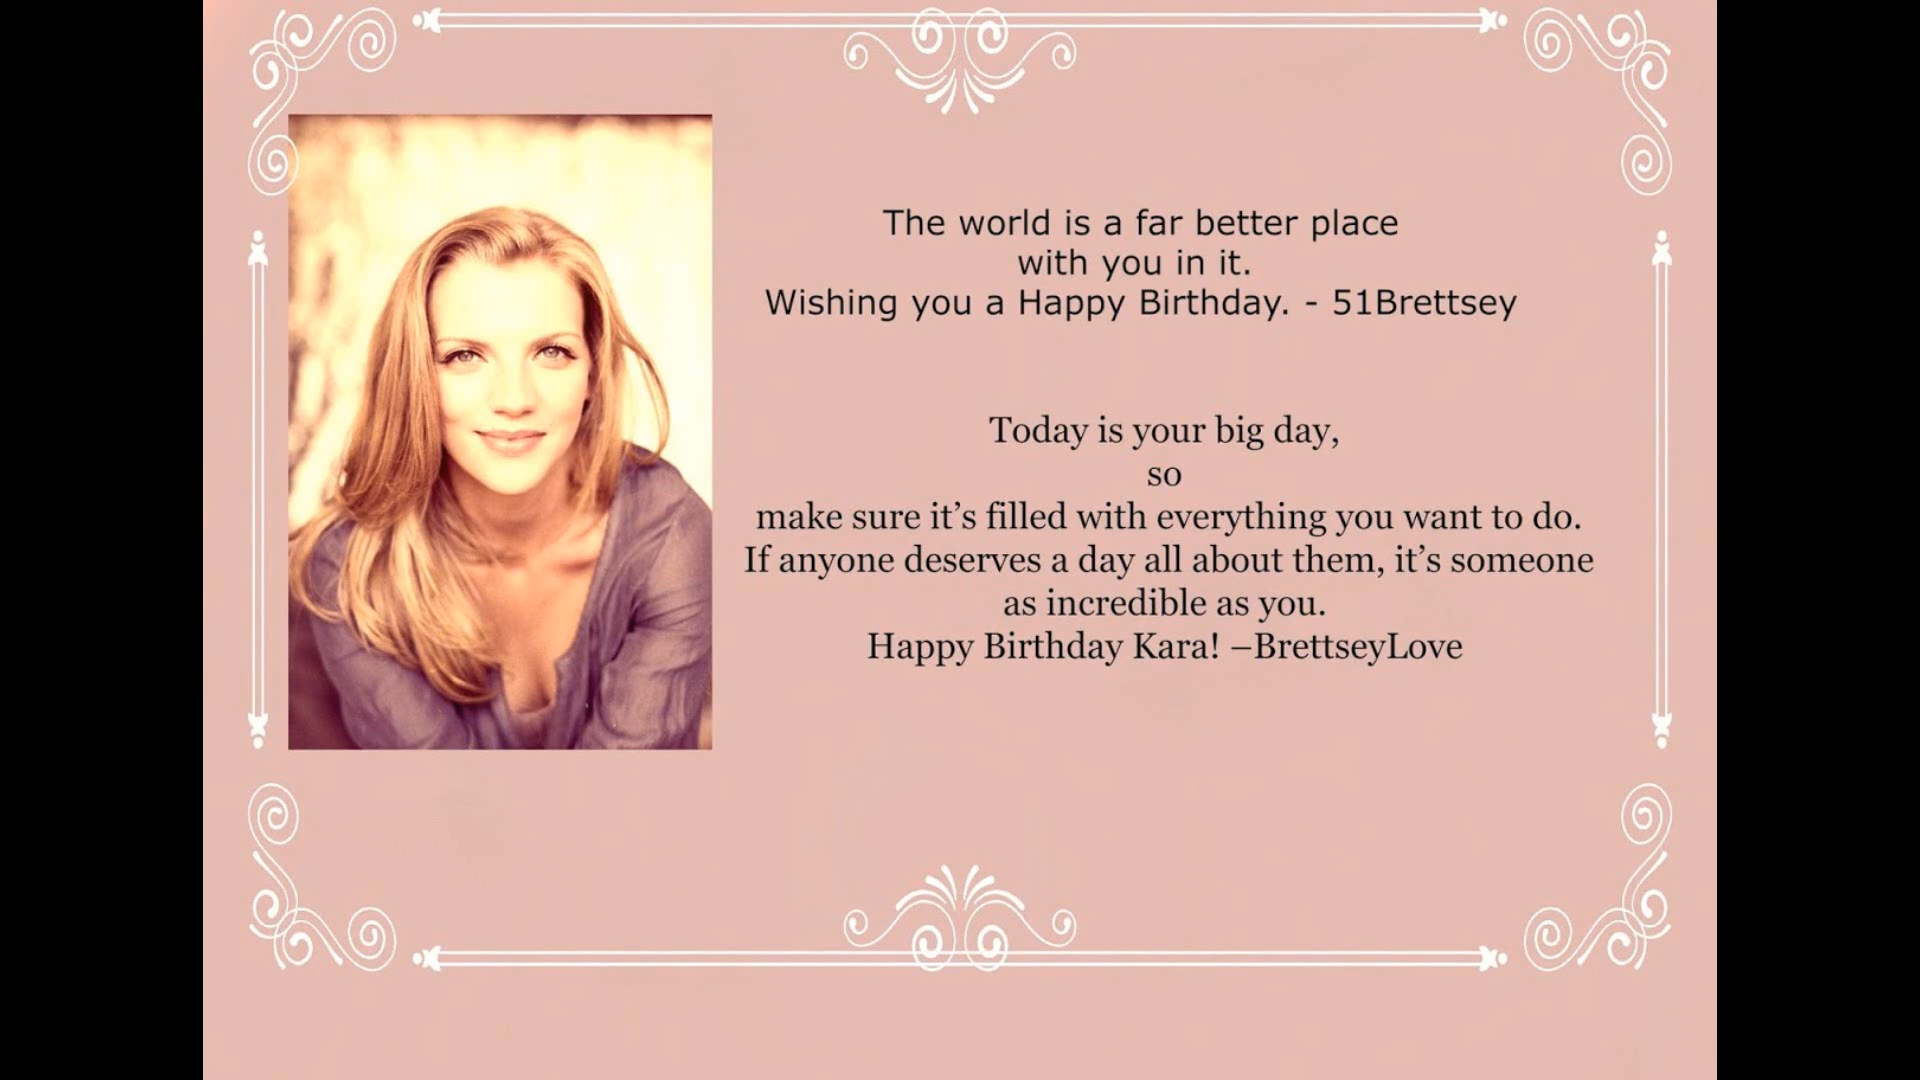 The world is a far better place
with you in it.
Wishing you a Happy Birthday. - 51Brettsey
Today is your big day,
so
make sure it’s filled with everything you want to do.
If anyone deserves a day all about them, it’s someone
as incredible as you.
Happy Birthday Kara! –BrettseyLove